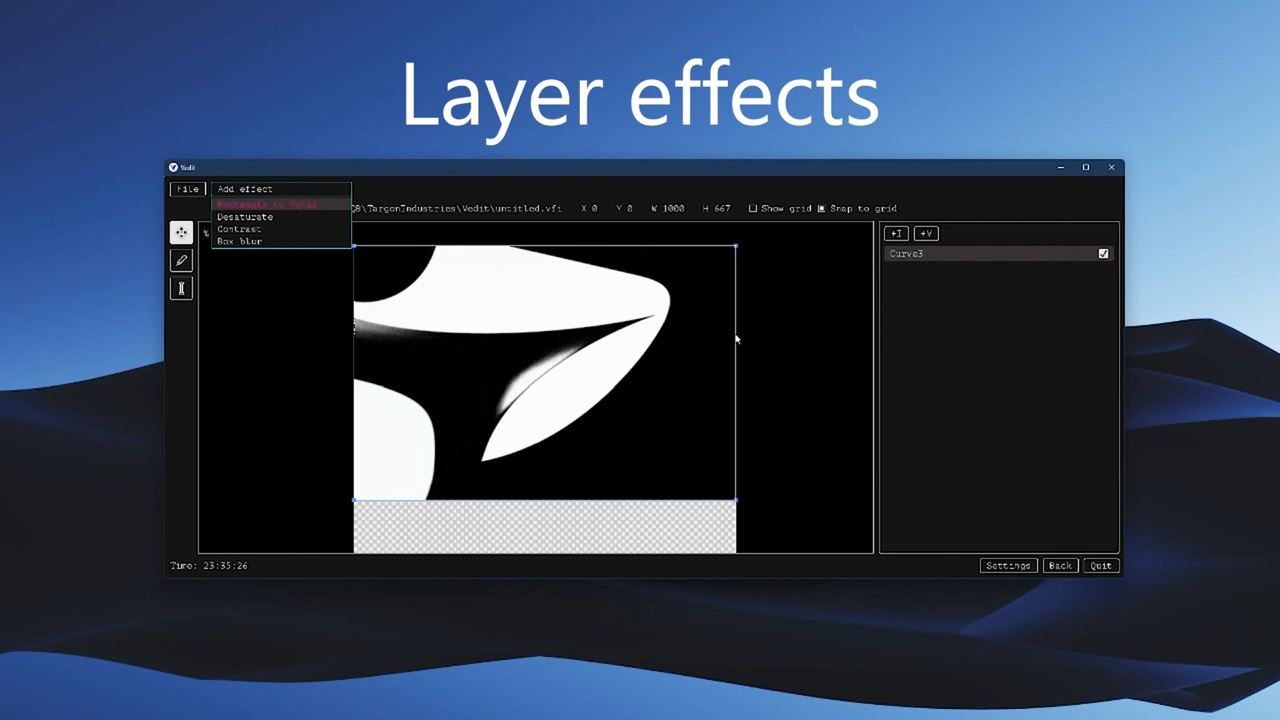 Layer effects
Vedit
File
Add effect
Rectangle to Polar
Desaturate
Contrast
Box blur
\TargonIndustries\Vedit\untitled.vfi X 0 Y 0 W 1000 H 667 Show grid Snap to grid
%
+I +V
Curve3
Time: 23:35:26
Settings Back Quit